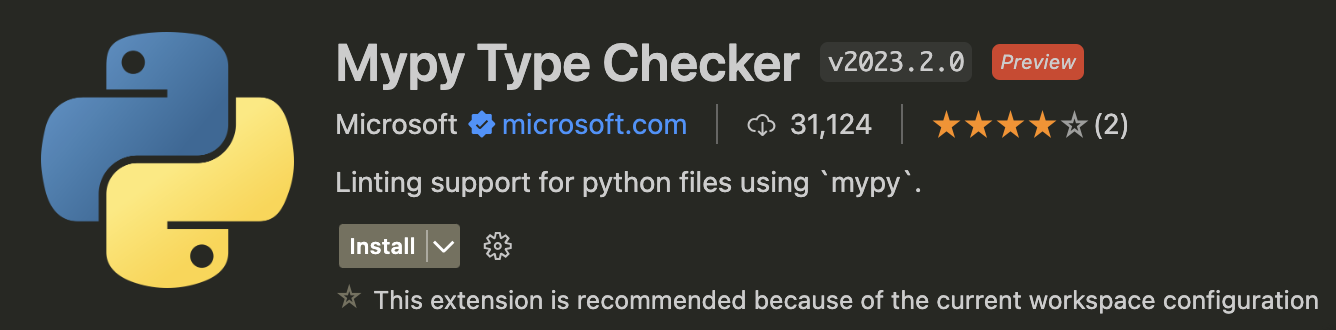 Mypy Type Checker v2023.2.0 Preview
Microsoft microsoft.com 31,124 (2)
Linting support for python files using `mypy`.
Install
This extension is recommended because of the current workspace configuration